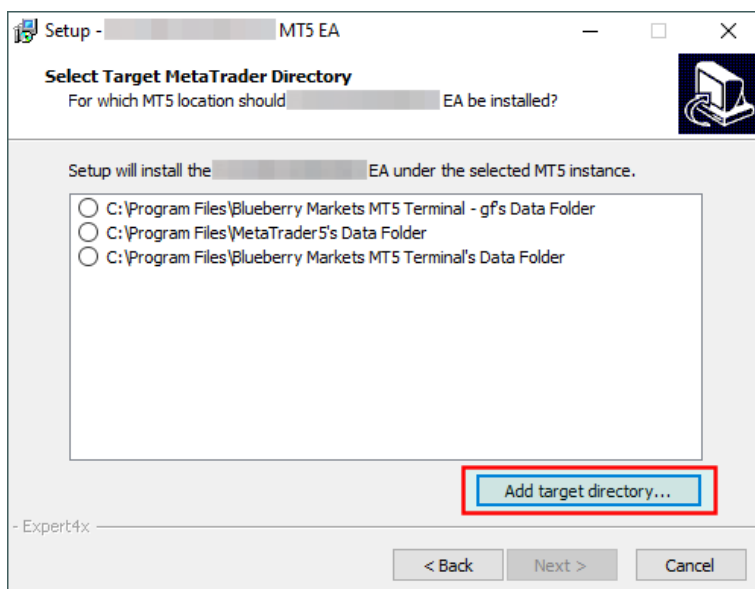 Setup - MT5 EA
Select Target MetaTrader Directory
For which MT5 location should EA be installed?
Setup will install the EA under the selected MT5 instance.
C:\Program Files\Blueberry Markets MT5 Terminal - gf's Data Folder
C:\Program Files\MetaTrader5's Data Folder
C:\Program Files\Blueberry Markets MT5 Terminal's Data Folder
Add target directory...
- Expert4x
< Back Next > Cancel